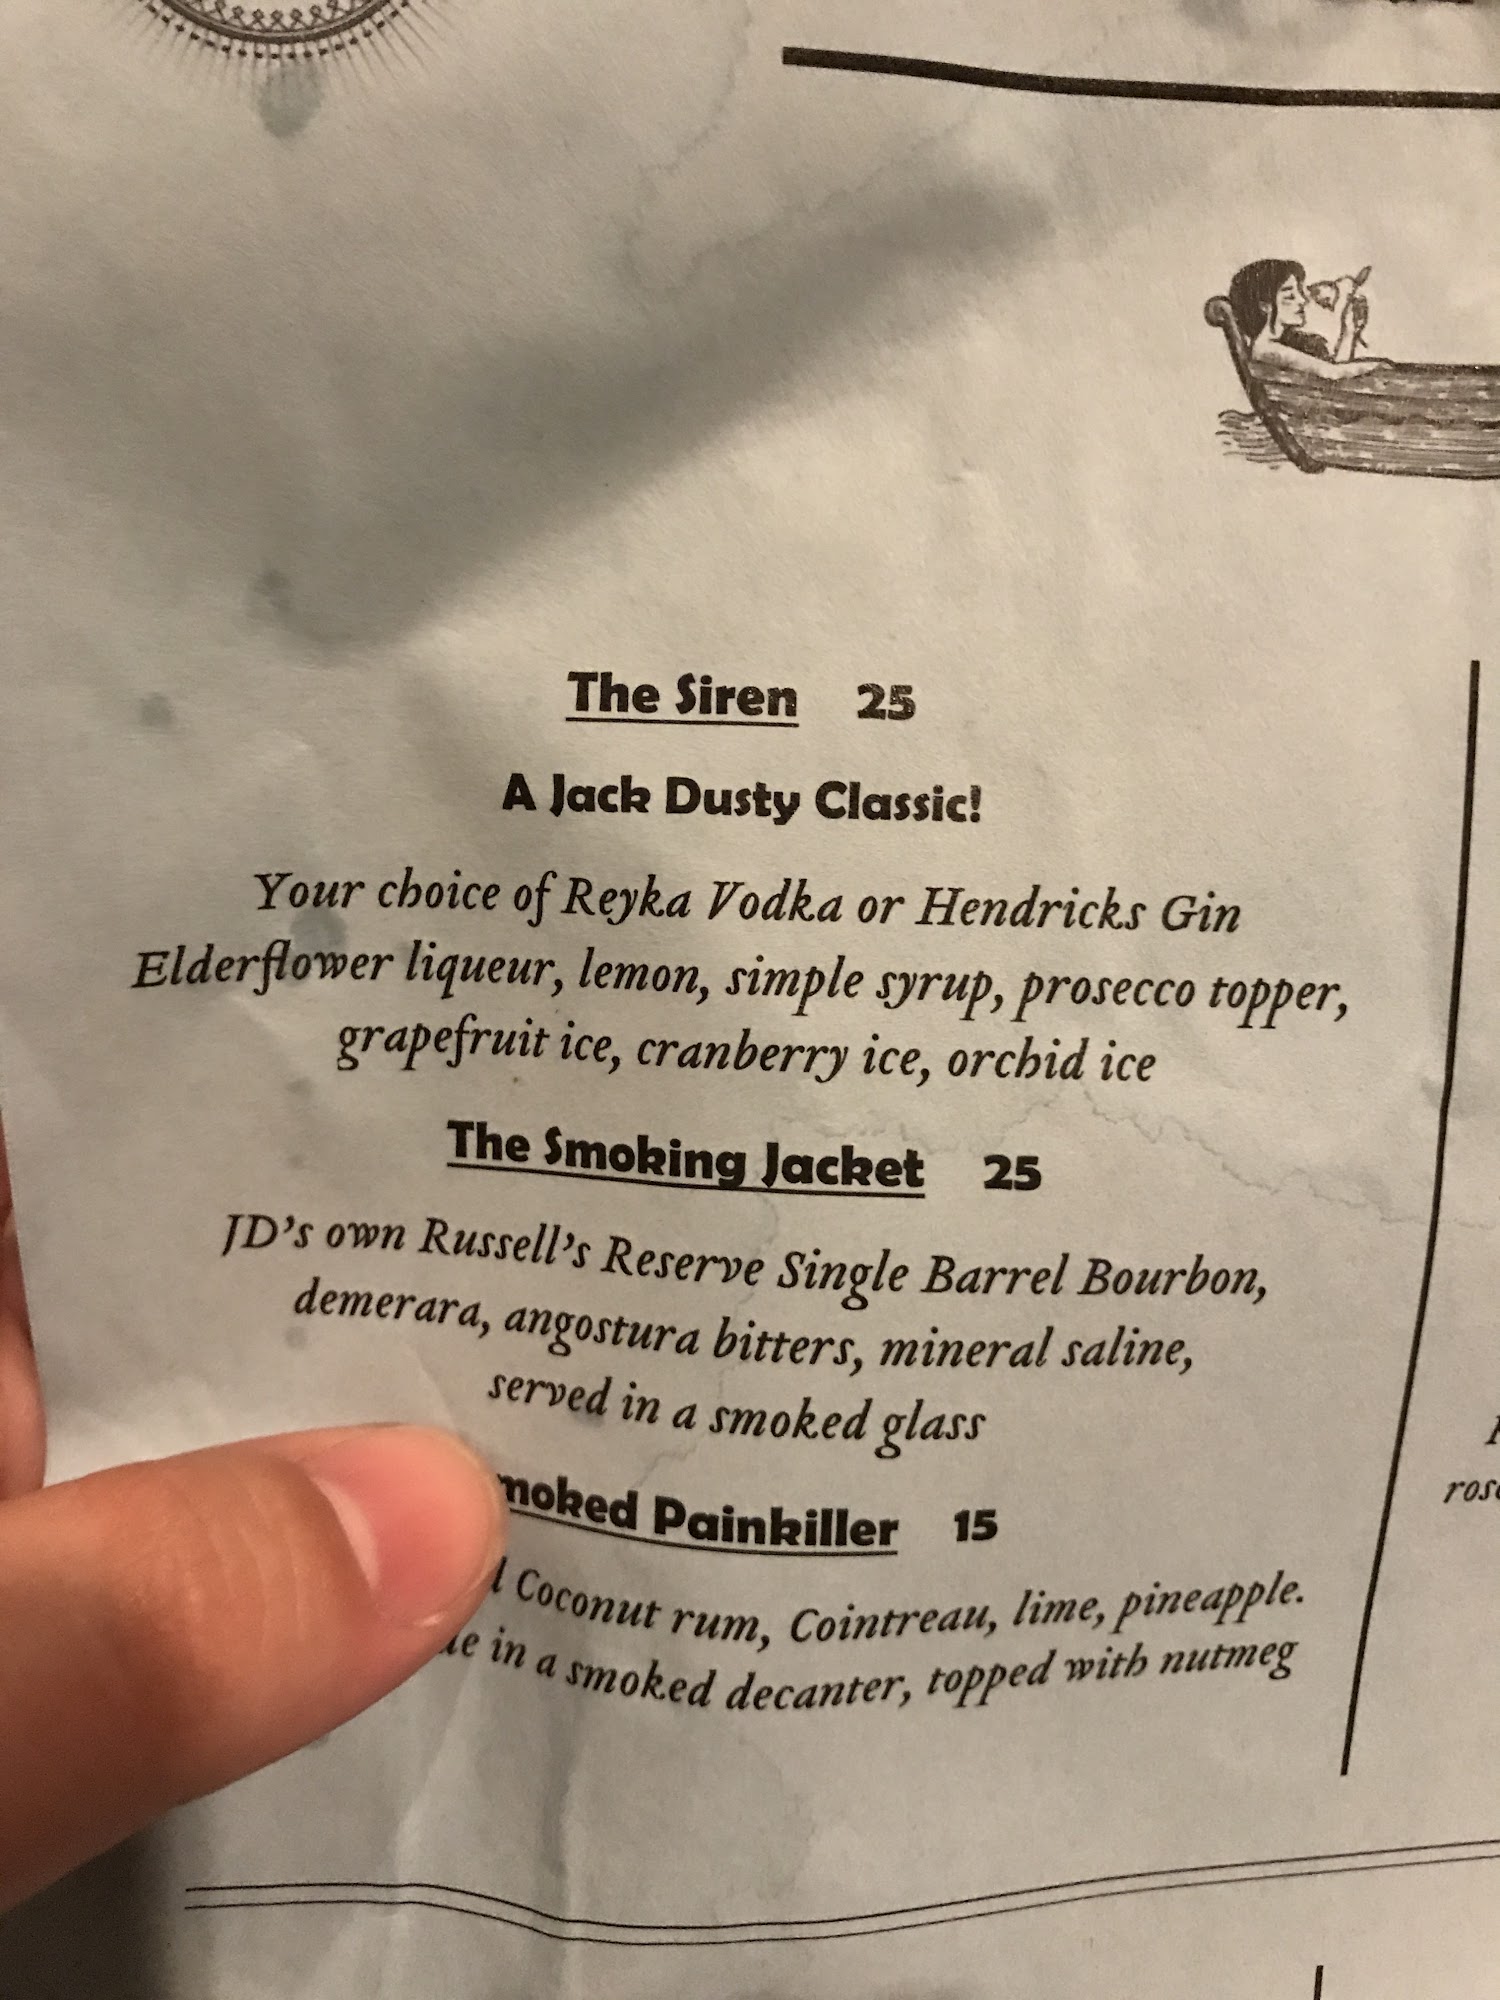 The Siren 25
A Jack Dusty Classic!
Your choice of Reyka Vodka or Hendricks Gin
Elderflower liqueur, lemon, simple syrup, prosecco topper,
grapefruit ice, cranberry ice, orchid ice
The Smoking Jacket 25
JD's own Russell's Reserve Single Barrel Bourbon,
demerara, angostura bitters, mineral saline,
served in a smoked glass
Painkiller 15
Coconut rum, Cointreau, lime, pineapple.
in a smoked decanter, topped with nutmeg